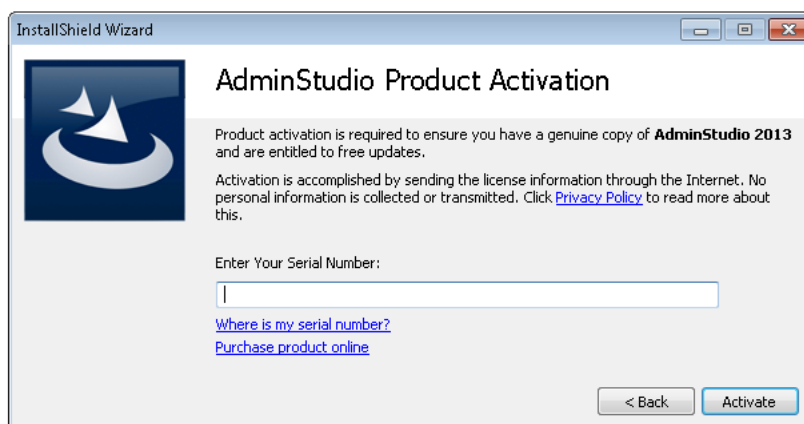 InstallShield Wizard
AdminStudio Product Activation
Product activation is required to ensure you have a genuine copy of AdminStudio 2013
and are entitled to free updates.
Activation is accomplished by sending the license information through the Internet. No
personal information is collected or transmitted. Click Privacy Policy to read more about
this.
Enter Your Serial Number:
Where is my serial number?
Purchase product online
< Back
Activate